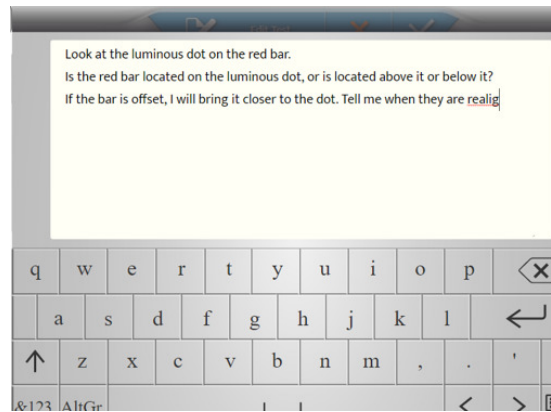 Look at the luminous dot on the red bar.
Is the red bar located on the luminous dot, or is located above it or below it?
If the bar is offset, I will bring it closer to the dot. Tell me when they are realig
q w e r t y u i o p
a s d f g h j k l
z x c v b n m , . '
&123 AltGr